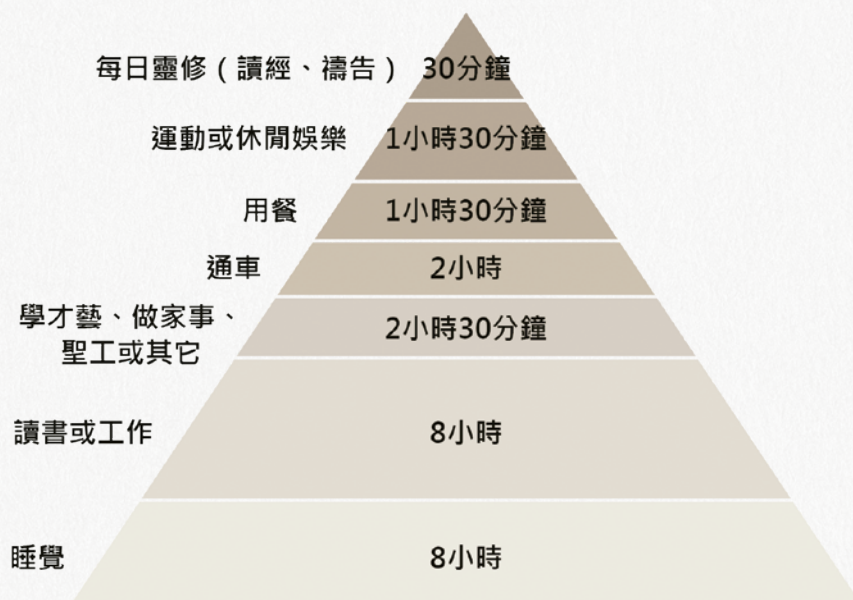 每日靈修（讀經、禱告） 30分鐘
運動或休閒娛樂 1小時30分鐘
用餐 1小時30分鐘
通車 2小時
學才藝、做家事、
聖工或其它 2小時30分鐘
讀書或工作 8小時
睡覺 8小時